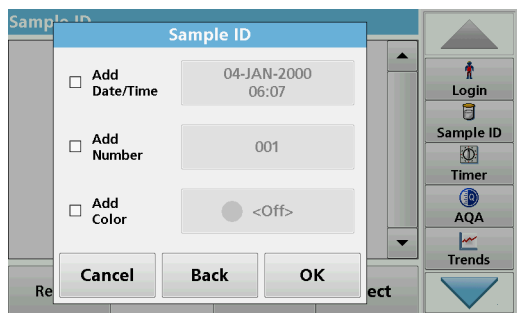 Sample ID
Sample ID
Add
Date/Time
04-JAN-2000
06:07
Add
Number
001
Add
Color
<Off>
Cancel
Back
OK
Login
Sample ID
Timer
AQA
Trends